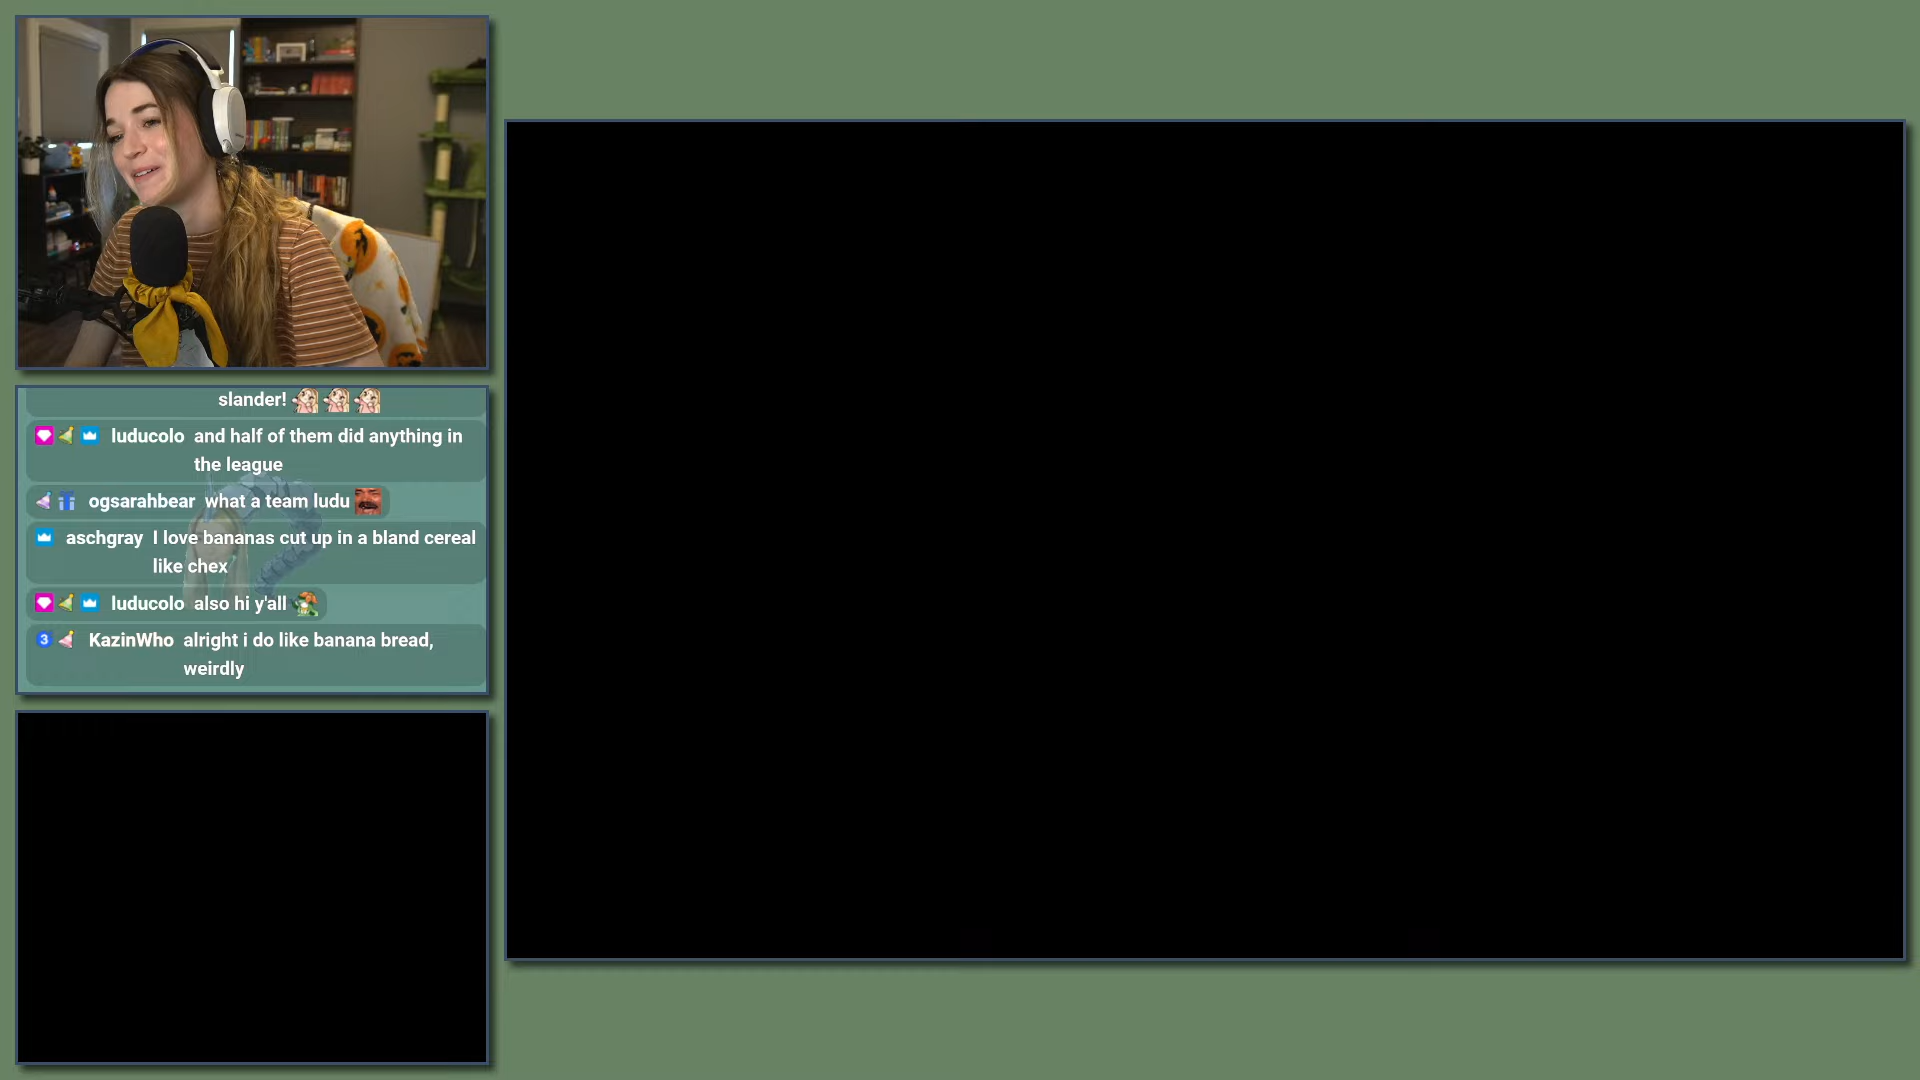 slander!
luducolo and half of them did anything in
the league
ogsarahbear what a team ludu
aschgray I love bananas cut up in a bland cereal
like chex
luducolo also hi y'all
3 KazinWho alright i do like banana bread,
weirdly